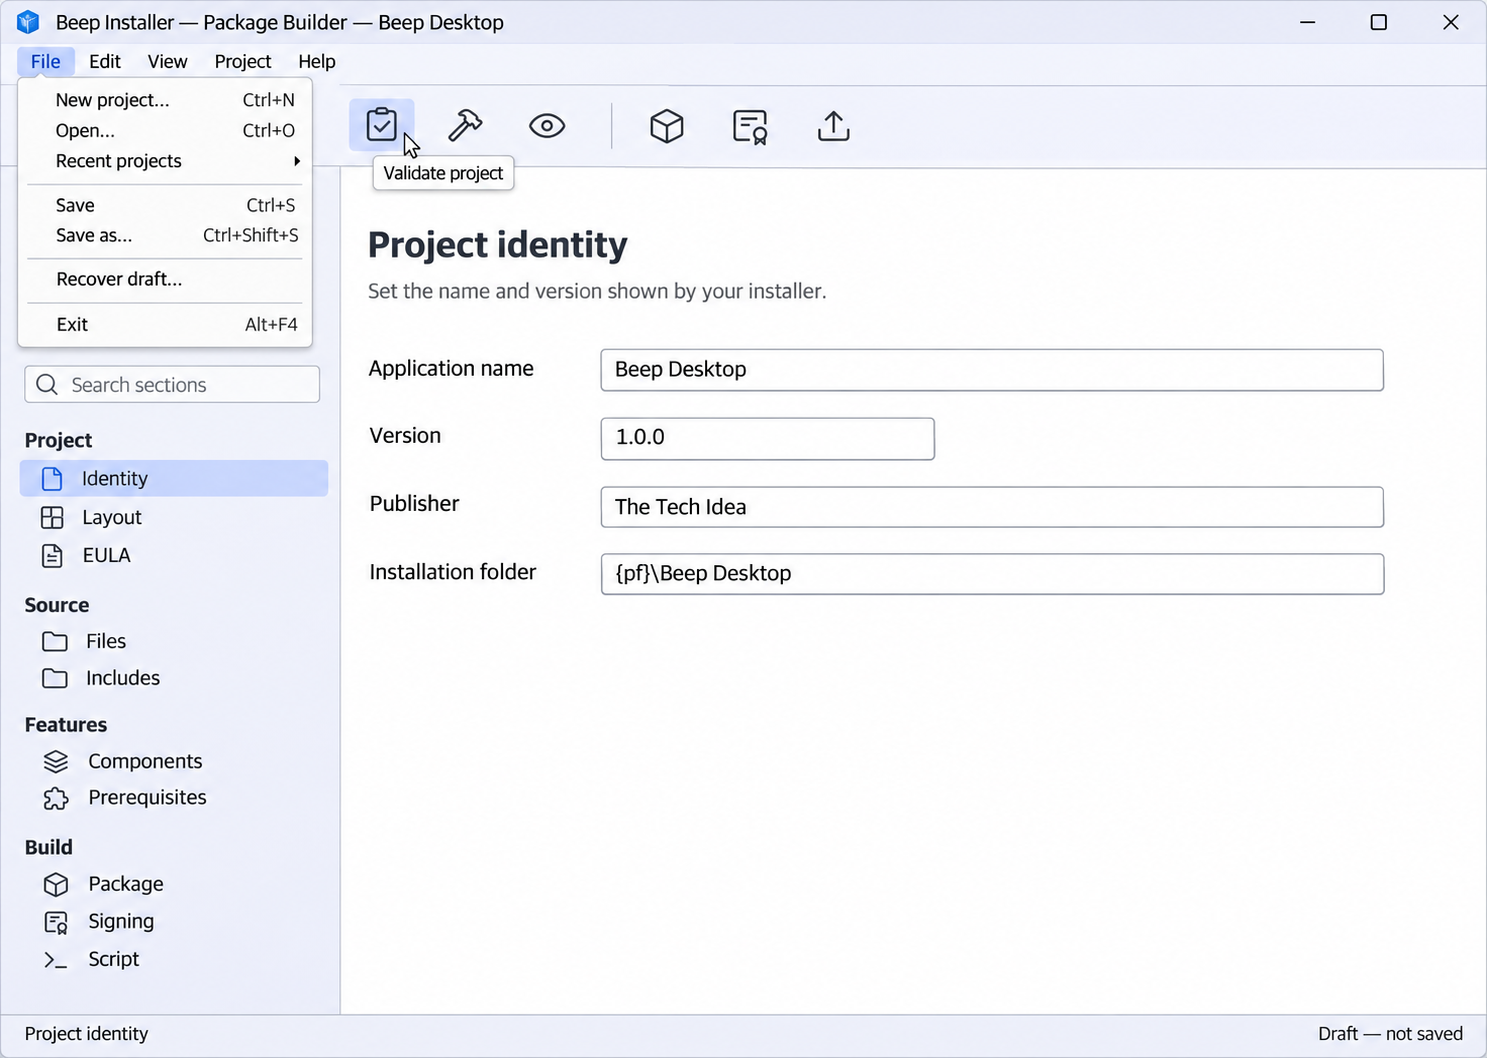 Beep Installer — Package Builder — Beep Desktop
File Edit View Project Help
New project... Ctrl+N
Open... Ctrl+O
Recent projects
Save Ctrl+S
Save as... Ctrl+Shift+S
Recover draft...
Exit Alt+F4
Validate project
Search sections
Project
Identity
Layout
EULA
Source
Files
Includes
Features
Components
Prerequisites
Build
Package
Signing
Script
Project identity
Set the name and version shown by your installer.
Application name Beep Desktop
Version 1.0.0
Publisher The Tech Idea
Installation folder {pf}\Beep Desktop
Project identity Draft — not saved